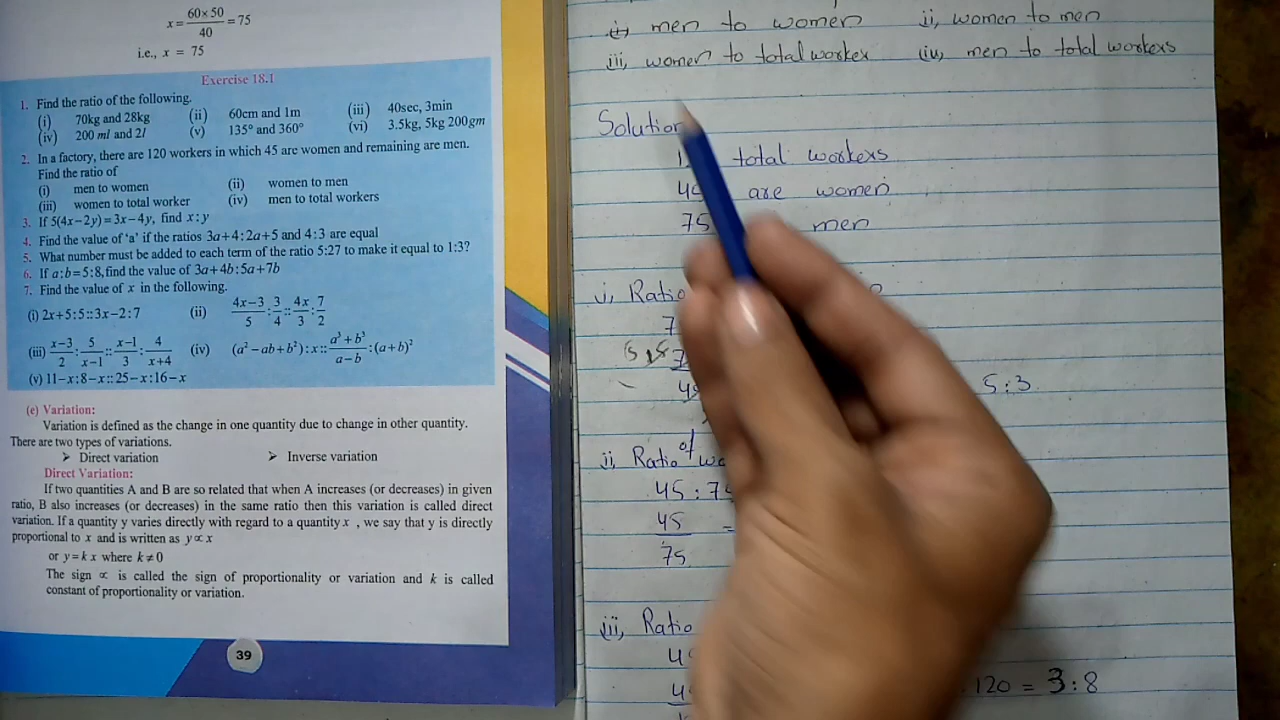 x = 60×50/40 = 75
i.e., x = 75
Exercise 18.1
1. Find the ratio of the following.
(i) 70kg and 28kg (ii) 60cm and 1m (iii) 40sec, 3min
(iv) 200 ml and 2l (v) 135° and 360° (vi) 3.5kg, 5kg 200gm
2. In a factory, there are 120 workers in which 45 are women and remaining are men.
Find the ratio of
(i) men to women (ii) women to men
(iii) women to total worker (iv) men to total workers
3. If 5(4x−2y)=3x−4y, find x:y
4. Find the value of 'a' if the ratios 3a+4:2a+5 and 4:3 are equal
5. What number must be added to each term of the ratio 5:27 to make it equal to 1:3?
6. If a:b=5:8, find the value of 3a+4b:5a+7b
7. Find the value of x in the following.
(i) 2x+5:5::3x−2:7 (ii) 4x−3/5 : 3/4 :: 4x/3 : 7/2
(iii) x−3/2 : 5/x−1 :: x−1/3 : 4/x+4 (iv) (a²−ab+b²):x:: a³+b³/a−b :(a+b)²
(v) 11−x:8−x::25−x:16−x
(e) Variation:
Variation is defined as the change in one quantity due to change in other quantity.
There are two types of variations.
➢ Direct variation ➢ Inverse variation
Direct Variation:
If two quantities A and B are so related that when A increases (or decreases) in given
ratio, B also increases (or decreases) in the same ratio then this variation is called direct
variation. If a quantity y varies directly with regard to a quantity x , we say that y is directly
proportional to x and is written as y∝x
or y=k x where k≠0
The sign ∝ is called the sign of proportionality or variation and k is called
constant of proportionality or variation.
39
i, men to women ii, women to men
iii, women to total worker (iv, men to total workers
Solution
total workers
are women
75 men
i, Ratio
5:3
ii, Ratio of
45 : 75
45 =
75
iii, Ratio
120 = 3:8